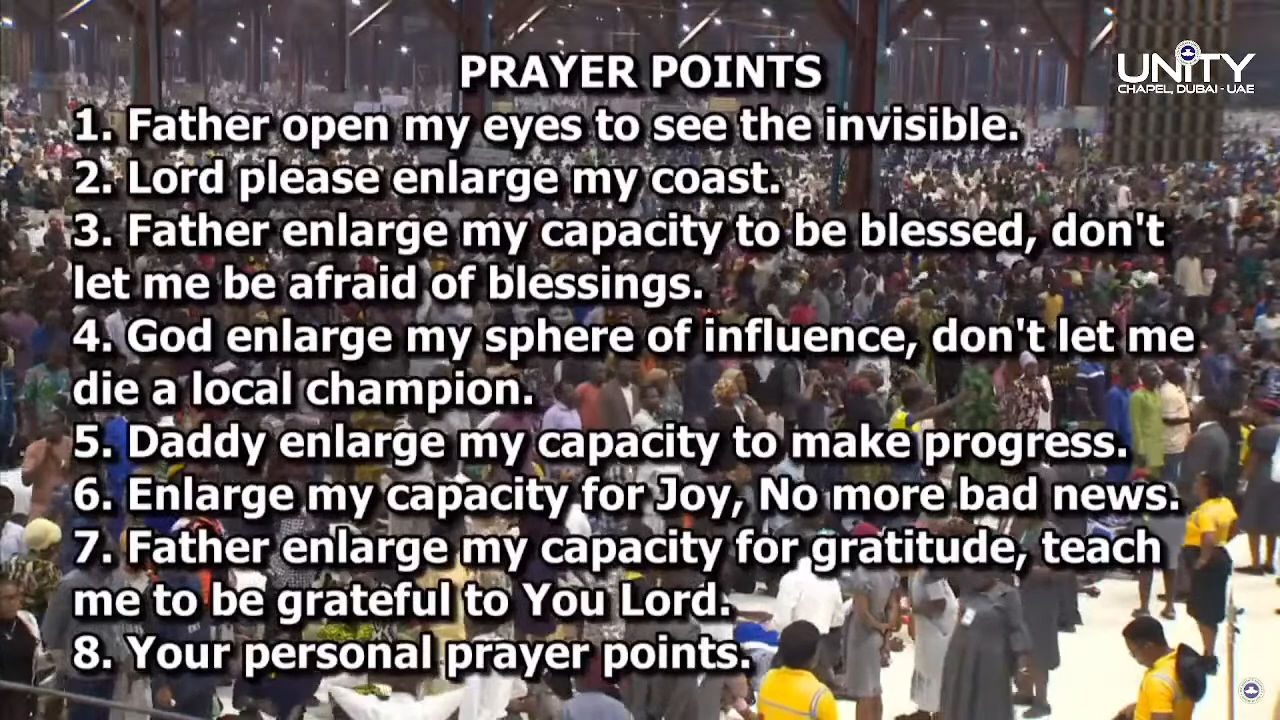 PRAYER POINTS
1. Father open my eyes to see the invisible.
2. Lord please enlarge my coast.
3. Father enlarge my capacity to be blessed, don't
let me be afraid of blessings.
4. God enlarge my sphere of influence, don't let me
die a local champion.
5. Daddy enlarge my capacity to make progress.
6. Enlarge my capacity for Joy, No more bad news.
7. Father enlarge my capacity for gratitude, teach
me to be grateful to You Lord.
8. Your personal prayer points.
UNITY
CHAPEL, DUBAI - UAE